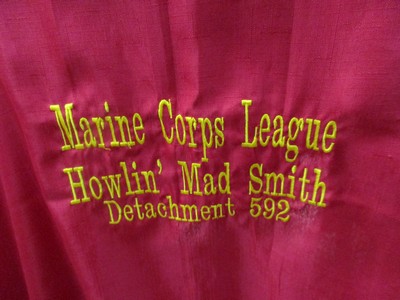 Marine Corps League
Howlin' Mad Smith
Detachment 592